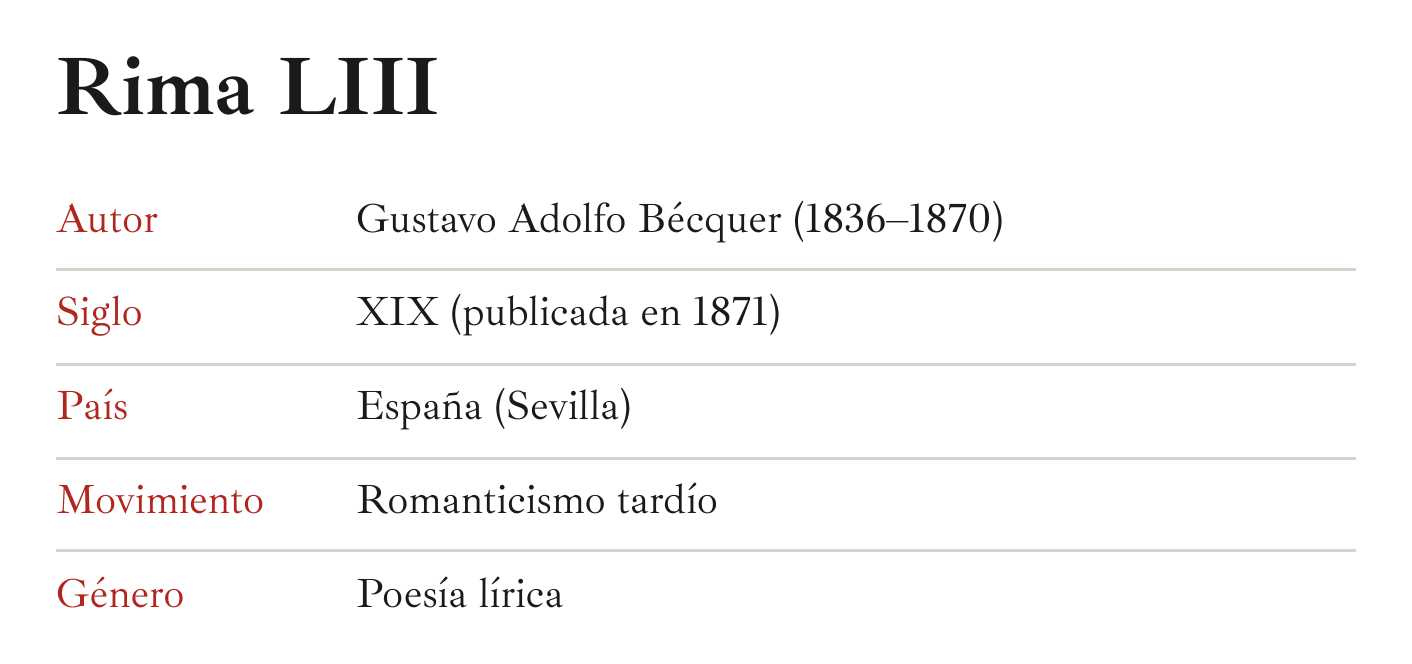 Rima LIII
Autor Gustavo Adolfo Bécquer (1836–1870)
Siglo XIX (publicada en 1871)
País España (Sevilla)
Movimiento Romanticismo tardío
Género Poesía lírica